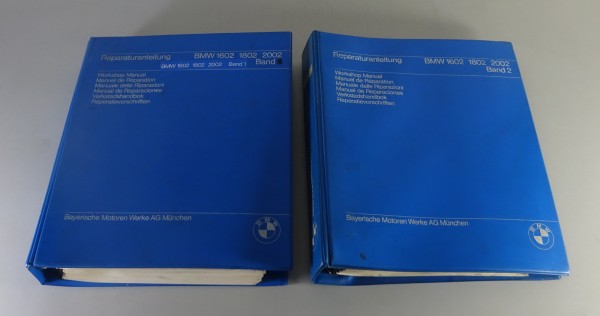 Reparaturanleitung BMW 1602 1802 2002
Band
BMW 1602 1802 2002 Band 1
Workshop Manual
Manuel de Réparation
Manuale delle Riparazioni
Manual de Reparaciones
Verkstadshandbok
Reparatievorschriften
Bayerische Motoren Werke AG München
BMW
Reparaturanleitung BMW 1602 1802 2002
Band 2
Workshop Manual
Manuel de Réparation
Manuale delle Riparazioni
Manual de Reparaciones
Verkstadshandbok
Reparatievorschriften
Bayerische Motoren Werke AG München
BMW